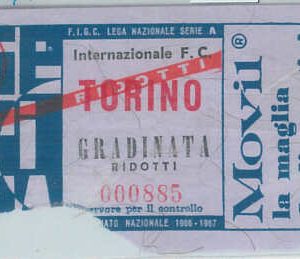 F.I.G.C. LEGA NAZIONALE SERIE A
Internazionale F.C.
RIDOTTI
TORINO
GRADINATA
RIDOTTI
000885
per il controllo
NAZIONALE 1966 - 1967
Movil®
la maglia